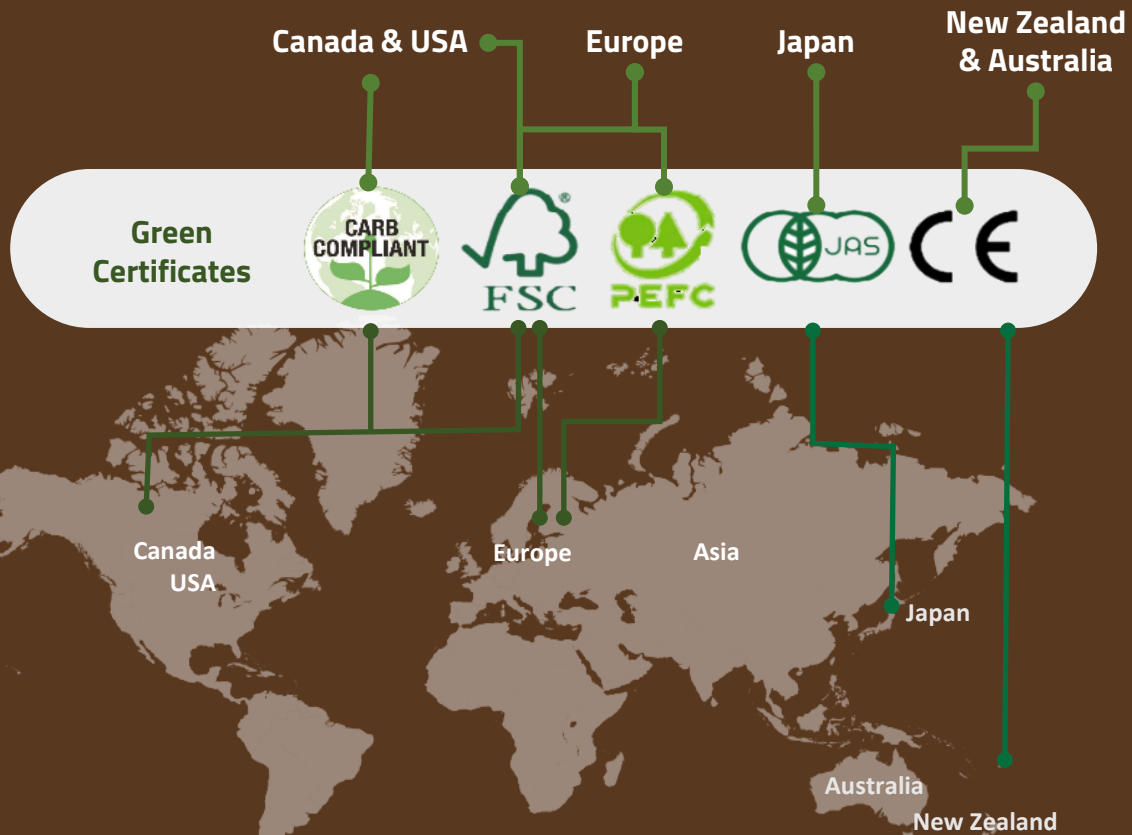 Canada & USA
Europe
Japan
New Zealand
& Australia
Green
Certificates
CARB
COMPLIANT
®
FSC
PEFC
JAS
CE
Canada
USA
Europe
Asia
Japan
Australia
New Zealand